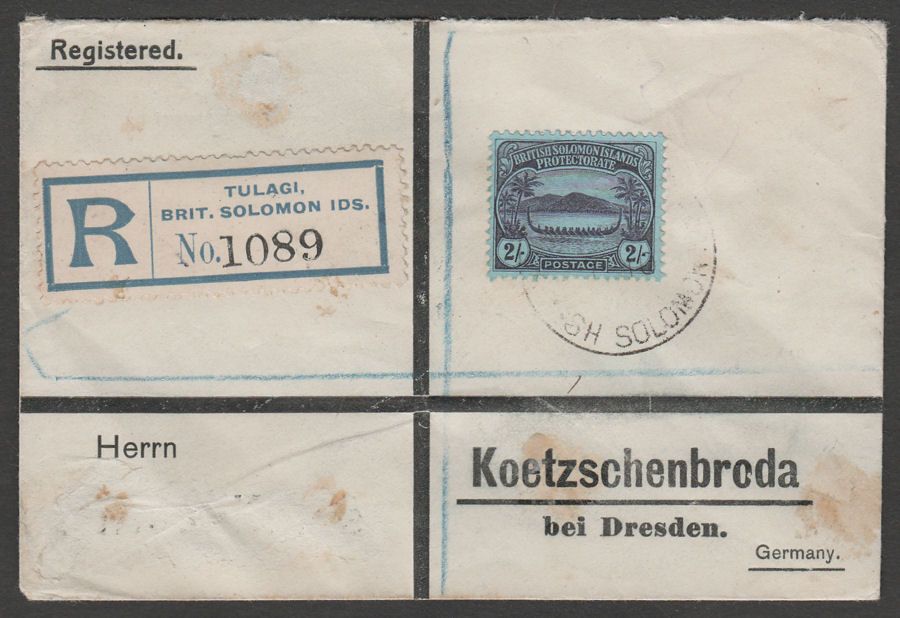 Registered.
R
TULAGI,
BRIT. SOLOMON IDS.
No. 1089
BRITISH SOLOMON ISLANDS
PROTECTORATE
2/- 2/-
POSTAGE
SH SOLOMON
Herrn
Koetzschenbroda
bei Dresden.
Germany.